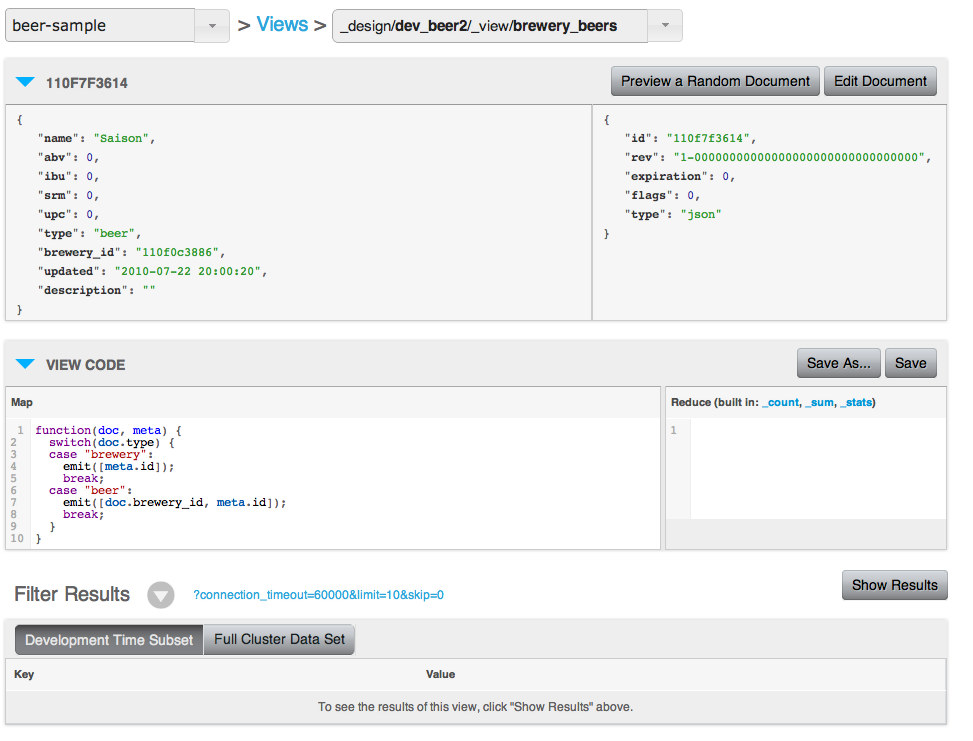 beer-sample > Views > _design/dev_beer2/_view/brewery_beers
110F7F3614 Preview a Random Document Edit Document
{
"name": "Saison",
"abv": 0,
"ibu": 0,
"srm": 0,
"upc": 0,
"type": "beer",
"brewery_id": "110f0c3886",
"updated": "2010-07-22 20:00:20",
"description": ""
}
{
"id": "110f7f3614",
"rev": "1-00000000000000000000000000000000",
"expiration": 0,
"flags": 0,
"type": "json"
}
VIEW CODE Save As... Save
Map
1 function(doc, meta) {
2 switch(doc.type) {
3 case "brewery":
4 emit([meta.id]);
5 break;
6 case "beer":
7 emit([doc.brewery_id, meta.id]);
8 break;
9 }
10 }
Reduce (built in: _count, _sum, _stats)
1
Filter Results ?connection_timeout=60000&limit=10&skip=0 Show Results
Development Time Subset Full Cluster Data Set
Key Value
To see the results of this view, click "Show Results" above.